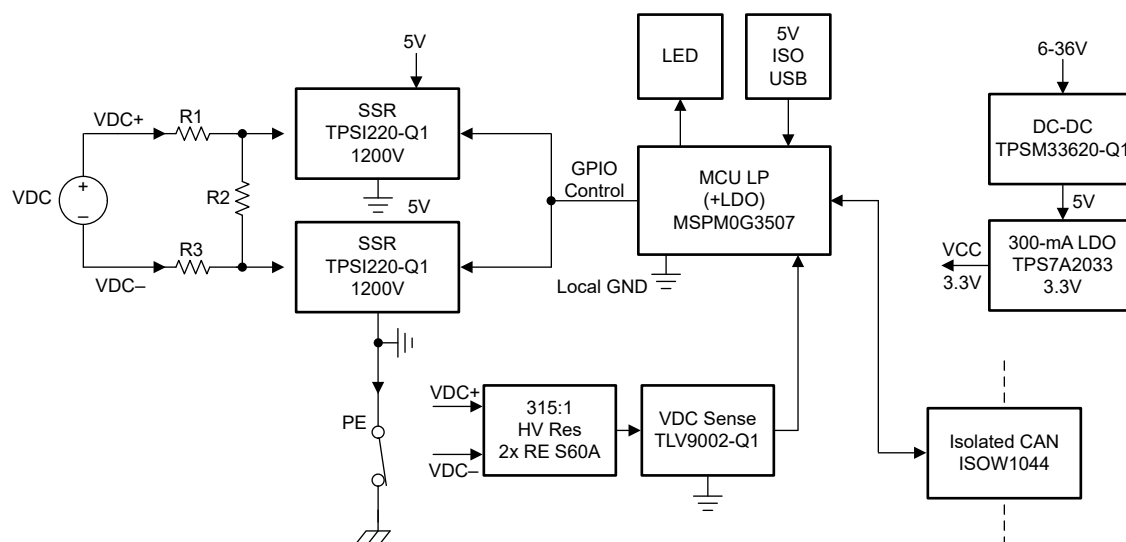 5V
LED
5V
ISO
USB
6-36V
VDC+
R1
SSR
TPSI220-Q1
1200V
DC-DC
TPSM33620-Q1
GPIO
Control
MCU LP
(+LDO)
MSPM0G3507
VDC
+
–
R2
5V
5V
R3
VDC–
SSR
TPSI220-Q1
1200V
Local GND
VCC
3.3V
300-mA LDO
TPS7A2033
3.3V
PE
VDC+
VDC–
315:1
HV Res
2x RE S60A
VDC Sense
TLV9002-Q1
Isolated CAN
ISOW1044